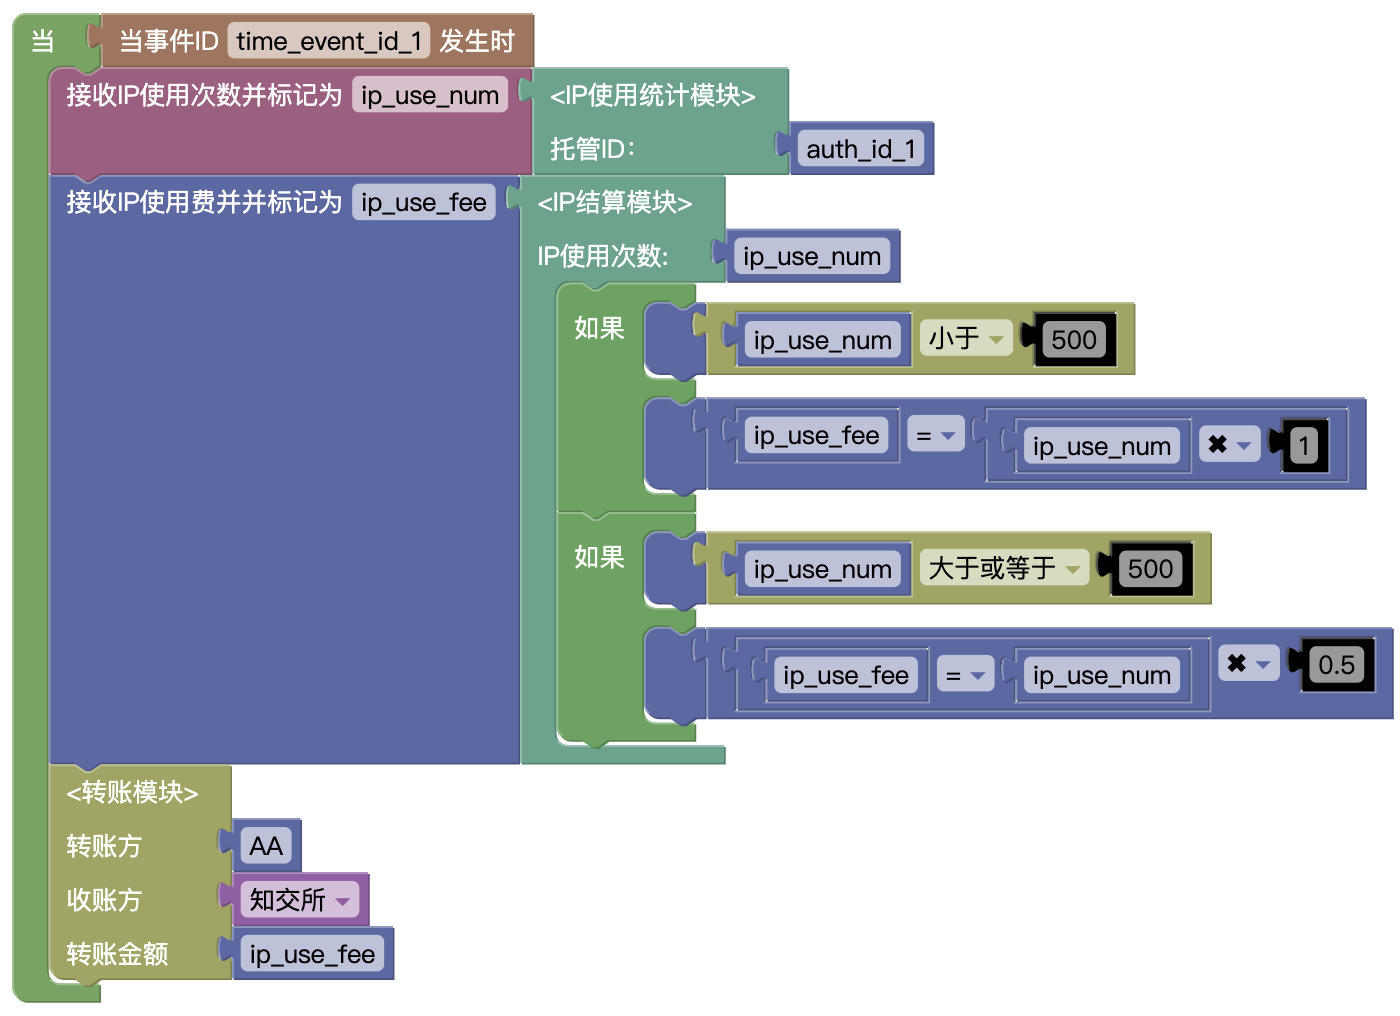 当 当事件ID time_event_id_1 发生时
接收IP使用次数并标记为 ip_use_num <IP使用统计模块>
托管ID: auth_id_1
接收IP使用费并并标记为 ip_use_fee <IP结算模块>
IP使用次数: ip_use_num
如果 ip_use_num 小于 500
ip_use_fee = ip_use_num ✖ 1
如果 ip_use_num 大于或等于 500
ip_use_fee = ip_use_num ✖ 0.5
<转账模块>
转账方 AA
收账方 知交所
转账金额 ip_use_fee